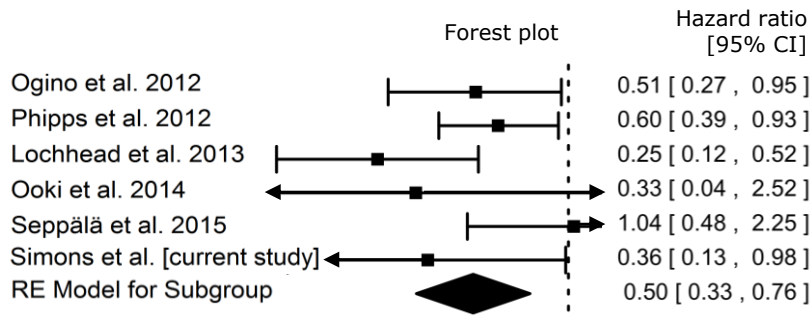 Forest plot
Hazard ratio
[95% CI]
Ogino et al. 2012 0.51 [ 0.27 , 0.95 ]
Phipps et al. 2012 0.60 [ 0.39 , 0.93 ]
Lochhead et al. 2013 0.25 [ 0.12 , 0.52 ]
Ooki et al. 2014 0.33 [ 0.04 , 2.52 ]
Seppälä et al. 2015 1.04 [ 0.48 , 2.25 ]
Simons et al. [current study] 0.36 [ 0.13 , 0.98 ]
RE Model for Subgroup 0.50 [ 0.33 , 0.76 ]